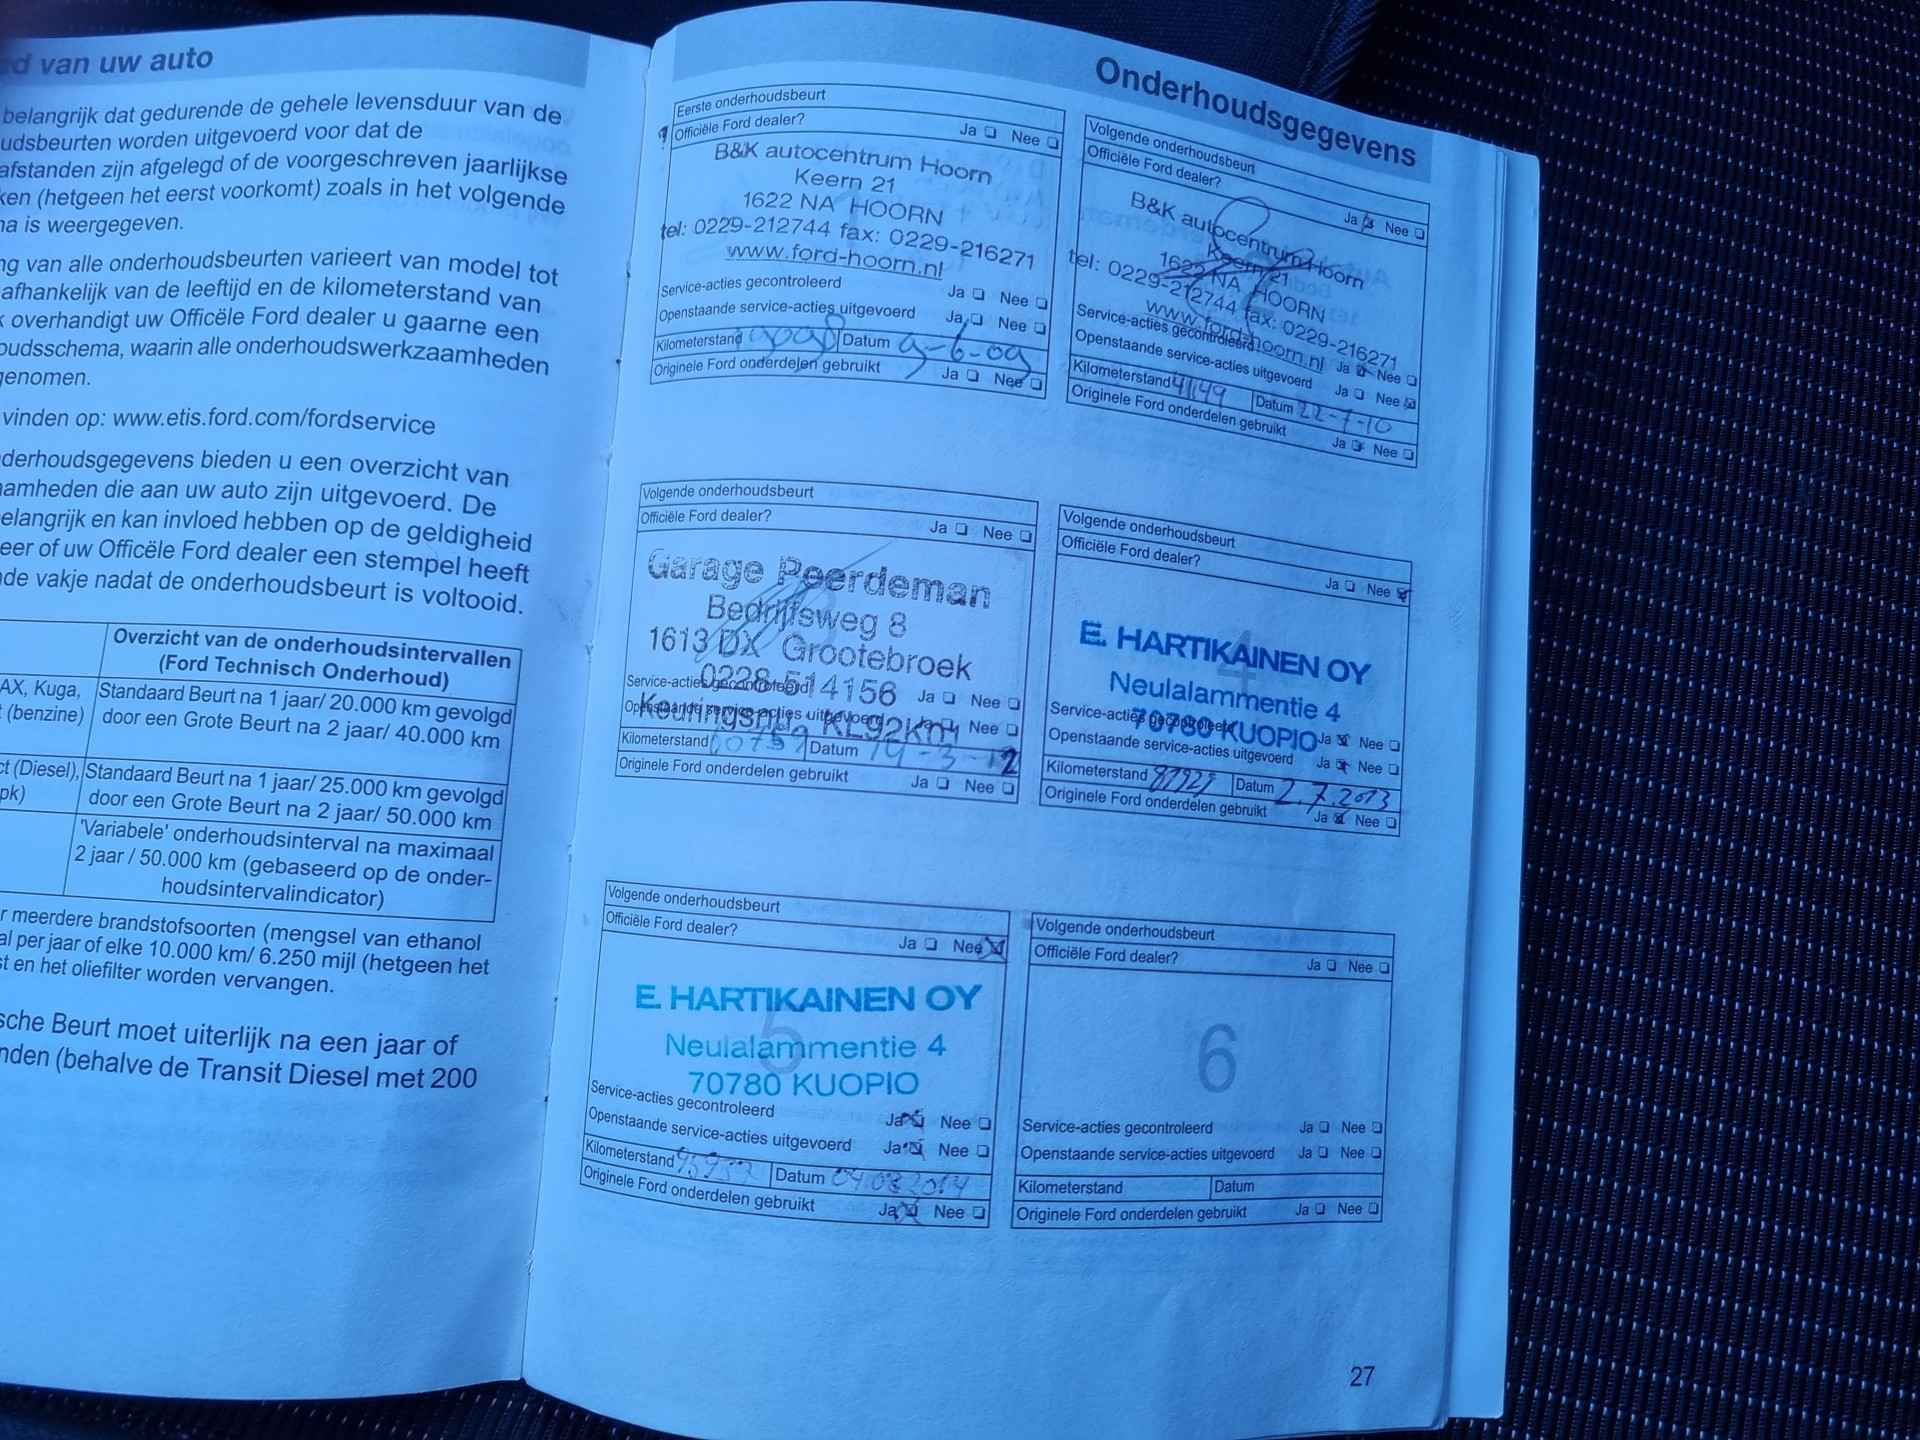 d van uw auto
belangrijk dat gedurende de gehele levensduur van de
udsbeurten worden uitgevoerd voor dat de
afstanden zijn afgelegd of de voorgeschreven jaarlijkse
ken (hetgeen het eerst voorkomt) zoals in het volgende
na is weergegeven.
ng van alle onderhoudsbeurten varieert van model tot
afhankelijk van de leeftijd en de kilometerstand van
k overhandigt uw Officële Ford dealer u gaarne een
oudsschema, waarin alle onderhoudswerkzaamheden
genomen.
vinden op: www.etis.ford.com/fordservice
derhoudsgegevens bieden u een overzicht van
aamheden die aan uw auto zijn uitgevoerd. De
elangrijk en kan invloed hebben op de geldigheid
eer of uw Officële Ford dealer een stempel heeft
nde vakje nadat de onderhoudsbeurt is voltooid.
Overzicht van de onderhoudsintervallen
(Ford Technisch Onderhoud)
AX, Kuga,
t (benzine)
Standaard Beurt na 1 jaar/ 20.000 km gevolgd
door een Grote Beurt na 2 jaar/ 40.000 km
ct (Diesel),
pk)
Standaard Beurt na 1 jaar/ 25.000 km gevolgd
door een Grote Beurt na 2 jaar/ 50.000 km
'Variabele' onderhoudsinterval na maximaal
2 jaar / 50.000 km (gebaseerd op de onder-
houdsintervalindicator)
r meerdere brandstofsoorten (mengsel van ethanol
al per jaar of elke 10.000 km/ 6.250 mijl (hetgeen het
st en het oliefilter worden vervangen.
sche Beurt moet uiterlijk na een jaar of
nden (behalve de Transit Diesel met 200
Onderhoudsgegevens
Eerste onderhoudsbeurt
Officiële Ford dealer? Ja Nee
B&K autocentrum Hoorn
Keern 21
1622 NA HOORN
tel: 0229-212744 fax: 0229-216271
www.ford-hoorn.nl
Service-acties gecontroleerd Ja Nee
Openstaande service-acties uitgevoerd Ja Nee
Kilometerstand Datum 9-6-09
Originele Ford onderdelen gebruikt Ja Nee
Volgende onderhoudsbeurt
Officiële Ford dealer? Ja Nee
B&K autocentrum Hoorn
Keern 21
1622 NA HOORN
tel: 0229-212744 fax: 0229-216271
www.ford-hoorn.nl
Service-acties gecontroleerd Ja Nee
Openstaande service-acties uitgevoerd Ja Nee
Kilometerstand 41149 Datum 22-7-10
Originele Ford onderdelen gebruikt Ja Nee
Volgende onderhoudsbeurt
Officiële Ford dealer? Ja Nee
Garage Peerdeman
Bedrijfsweg 8
1613 DX Grootebroek
0228-514156
Service-acties gecontroleerd Ja Nee
Keuringsnr. KL92km
Openstaande service-acties uitgevoerd Ja Nee
Kilometerstand 60759 Datum 14-3-12
Originele Ford onderdelen gebruikt Ja Nee
Volgende onderhoudsbeurt
Officiële Ford dealer? Ja Nee
4
E. HARTIKAINEN OY
Neulalammentie 4
70780 KUOPIO
Service-acties gecontroleerd Ja Nee
Openstaande service-acties uitgevoerd Ja Nee
Kilometerstand Datum 2.7.2013
Originele Ford onderdelen gebruikt Ja Nee
Volgende onderhoudsbeurt
Officiële Ford dealer? Ja Nee
5
E. HARTIKAINEN OY
Neulalammentie 4
70780 KUOPIO
Service-acties gecontroleerd Ja Nee
Openstaande service-acties uitgevoerd Ja Nee
Kilometerstand Datum 04.08.2014
Originele Ford onderdelen gebruikt Ja Nee
Volgende onderhoudsbeurt
Officiële Ford dealer? Ja Nee
6
Service-acties gecontroleerd Ja Nee
Openstaande service-acties uitgevoerd Ja Nee
Kilometerstand Datum
Originele Ford onderdelen gebruikt Ja Nee
27